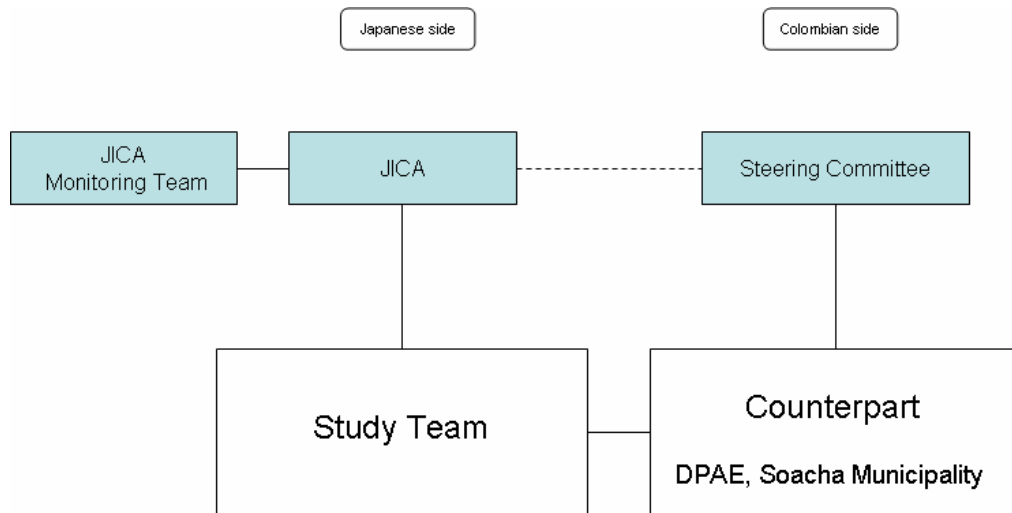 Japanese side
Colombian side
JICA
Monitoring Team
JICA
Steering Committee
Study Team
Counterpart
DPAE, Soacha Municipality